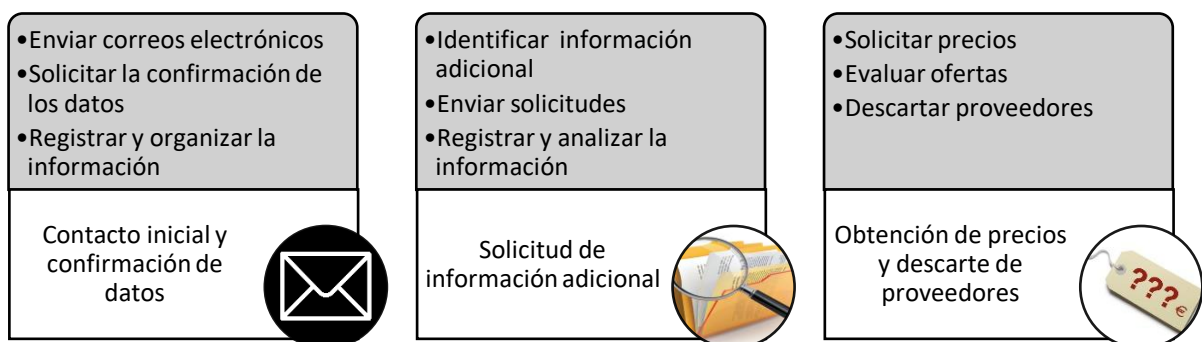 •Enviar correos electrónicos
•Solicitar la confirmación de
los datos
•Registrar y organizar la
información
Contacto inicial y
confirmación de
datos
•Identificar información
adicional
•Enviar solicitudes
•Registrar y analizar la
información
Solicitud de
información adicional
•Solicitar precios
•Evaluar ofertas
•Descartar proveedores
Obtención de precios
y descarte de
proveedores
???€